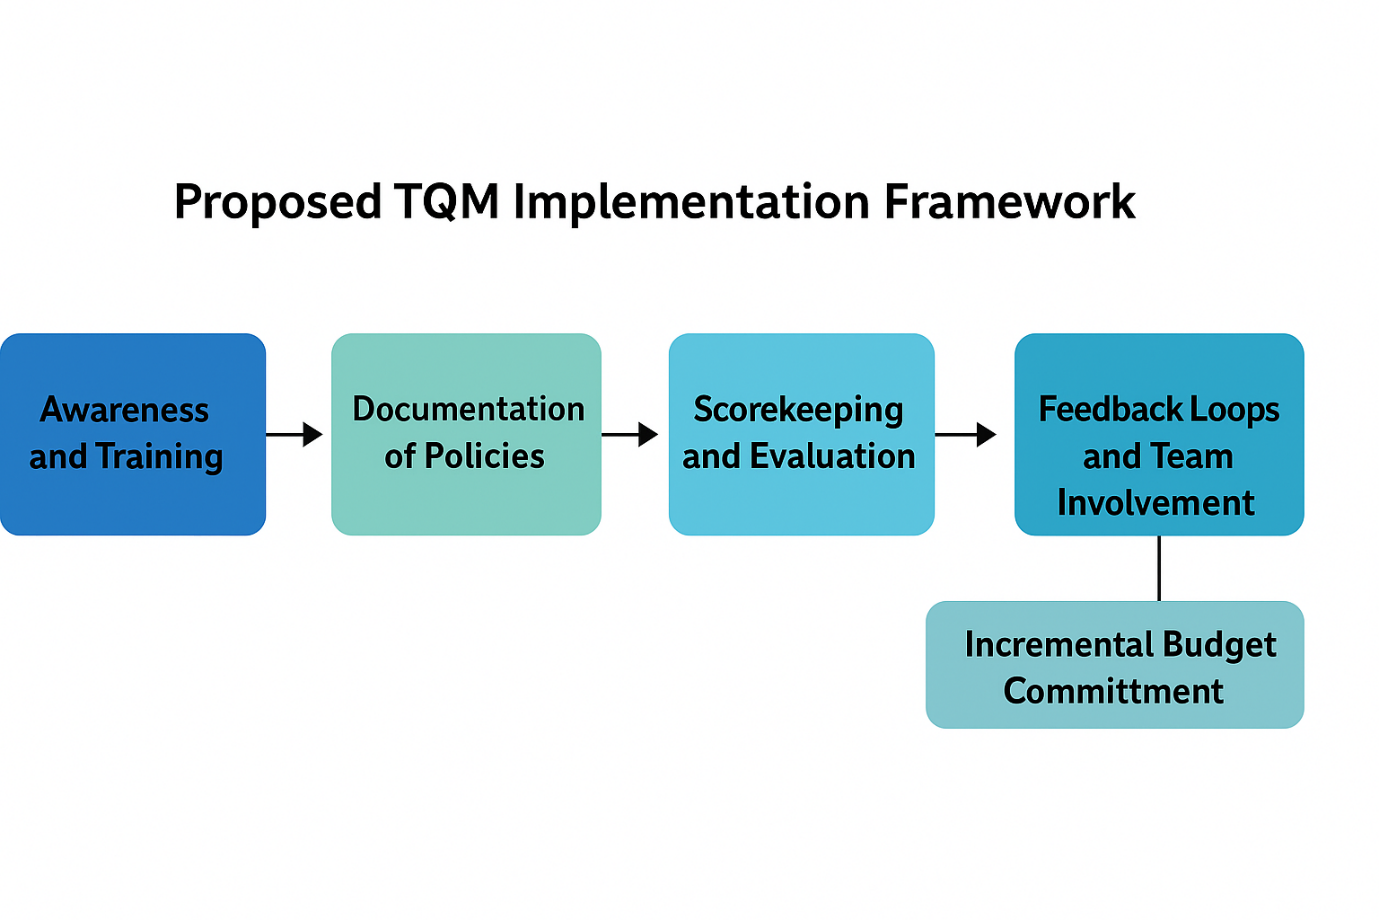 Proposed TQM Implementation Framework
Awareness
and Training
Documentation
of Policies
Scorekeeping
and Evaluation
Feedback Loops
and Team
Involvement
Incremental Budget
Committment